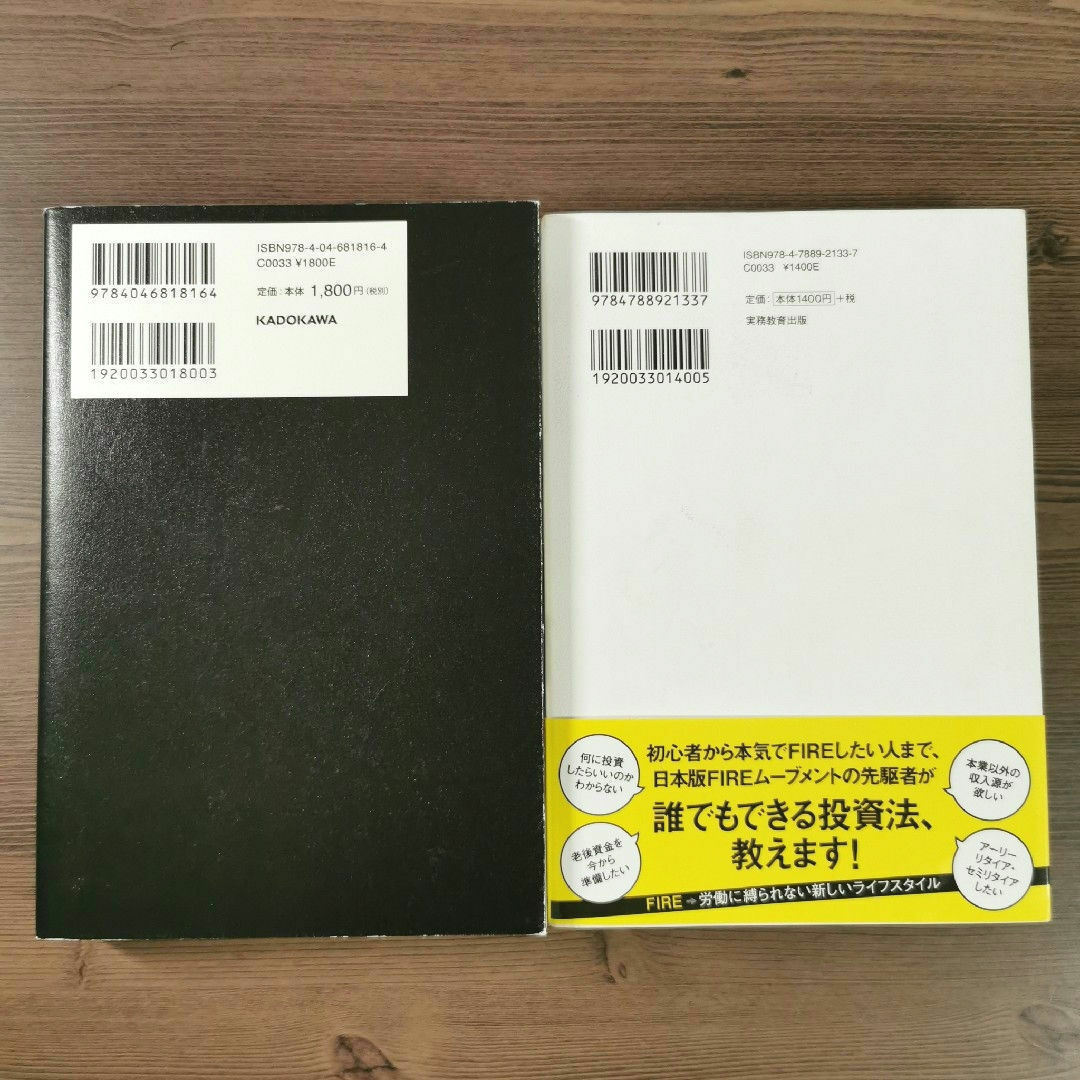 ISBN978-4-04-681816-4
C0033 ¥1800E
定価:本体 1,800円(税別)
KADOKAWA
9784046818164
1920033018003
ISBN978-4-7889-2133-7
C0033 ¥1400E
定価:本体1400円+税
実務教育出版
9784788921337
1920033014005
初心者から本気でFIREしたい人まで、
日本版FIREムーブメントの先駆者が
誰でもできる投資法、
教えます!
何に投資
したらいいのか
わからない
本業以外の
収入源が
欲しい
老後資金を
今から
準備したい
アーリー
リタイア・
セミリタイア
したい
FIRE⇒労働に縛られない新しいライフスタイル